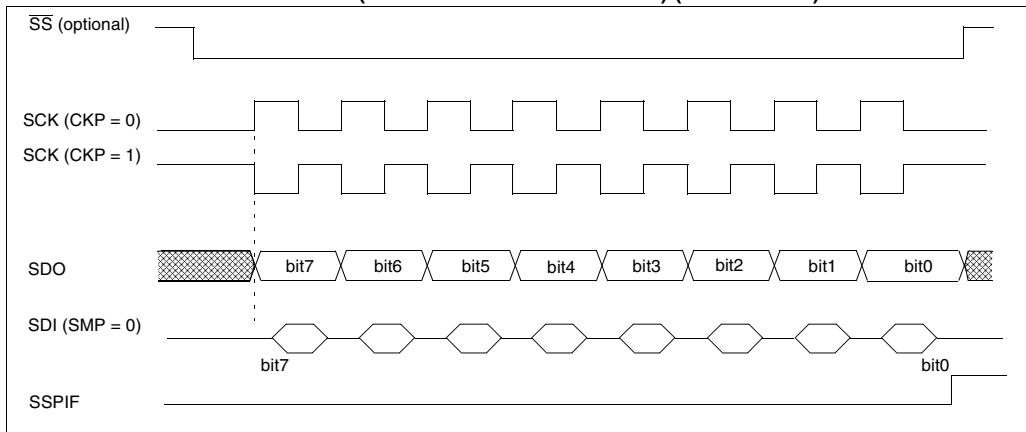 SS (optional)
SCK (CKP = 0)
SCK (CKP = 1)
SDO
bit7 bit6 bit5 bit4 bit3 bit2 bit1 bit0
SDI (SMP = 0)
bit7 bit0
SSPIF